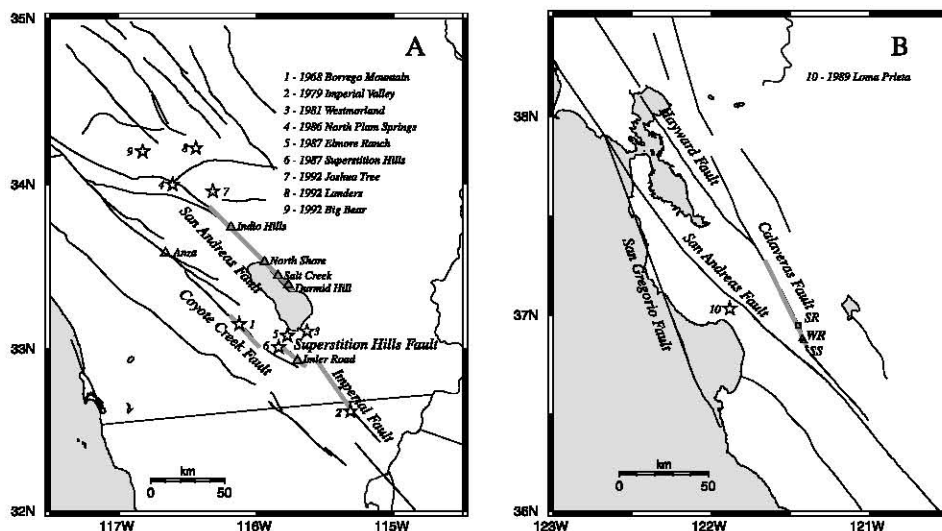 35N
34N
33N
32N
117W
116W
115W
A
1 - 1968 Borrego Mountain
2 - 1979 Imperial Valley
3 - 1981 Westmorland
4 - 1986 North Plam Springs
5 - 1987 Elmore Ranch
6 - 1987 Superstition Hills
7 - 1992 Joshua Tree
8 - 1992 Landers
9 - 1992 Big Bear
9
8
4
7
Indio Hills
San Andreas Fault
Anza
North Shore
Salt Creek
Durmid Hill
Coyote Creek Fault
1
5
3
6
Superstition Hills Fault
Imler Road
Imperial Fault
2
km
0
50
B
10 - 1989 Loma Prieta
38N
37N
36N
123W
122W
121W
Hayward Fault
Calaveras Fault
San Andreas Fault
San Gregorio Fault
10
SR
WR
SS
km
0
50